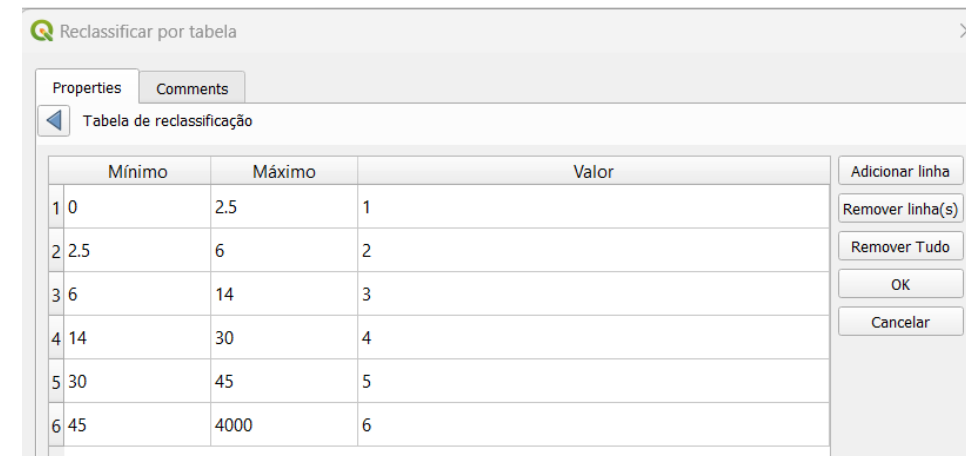 Reclassificar por tabela
Properties Comments
Tabela de reclassificação
Mínimo Máximo Valor Adicionar linha
1 0 2.5 1 Remover linha(s)
2 2.5 6 2 Remover Tudo
3 6 14 3 OK
4 14 30 4 Cancelar
5 30 45 5
6 45 4000 6